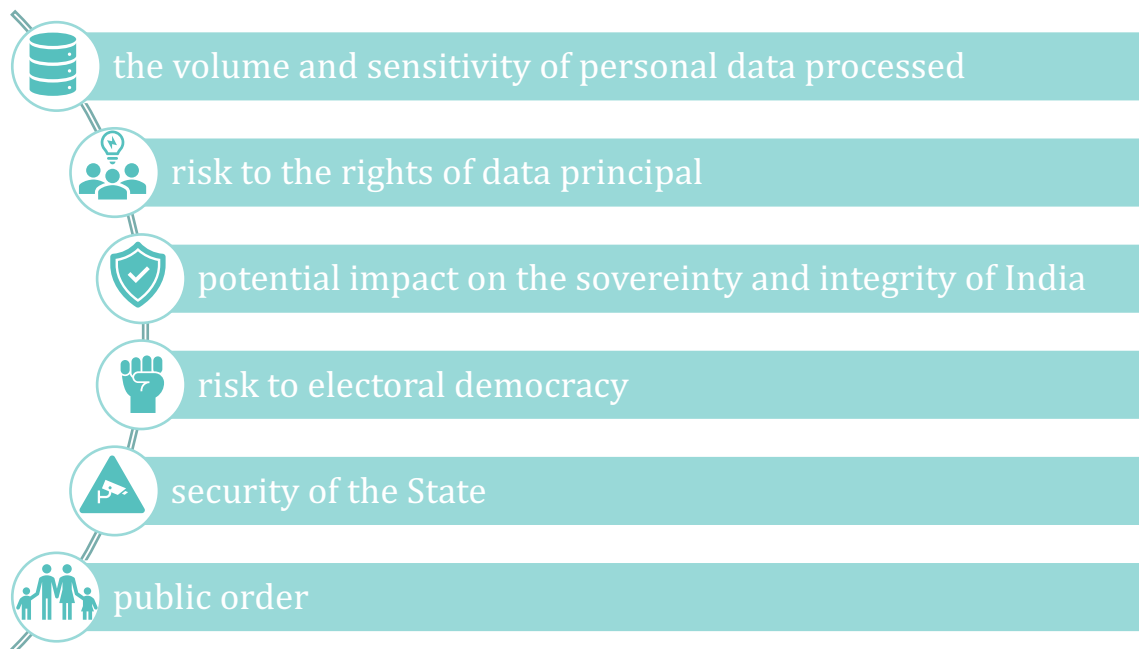 the volume and sensitivity of personal data processed
risk to the rights of data principal
potential impact on the sovereinty and integrity of India
risk to electoral democracy
security of the State
public order